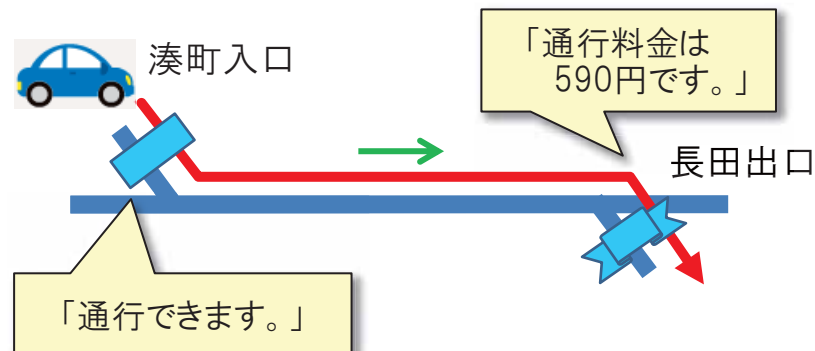 湊町入口
「通行料金は
590円です。」
長田出口
「通行できます。」